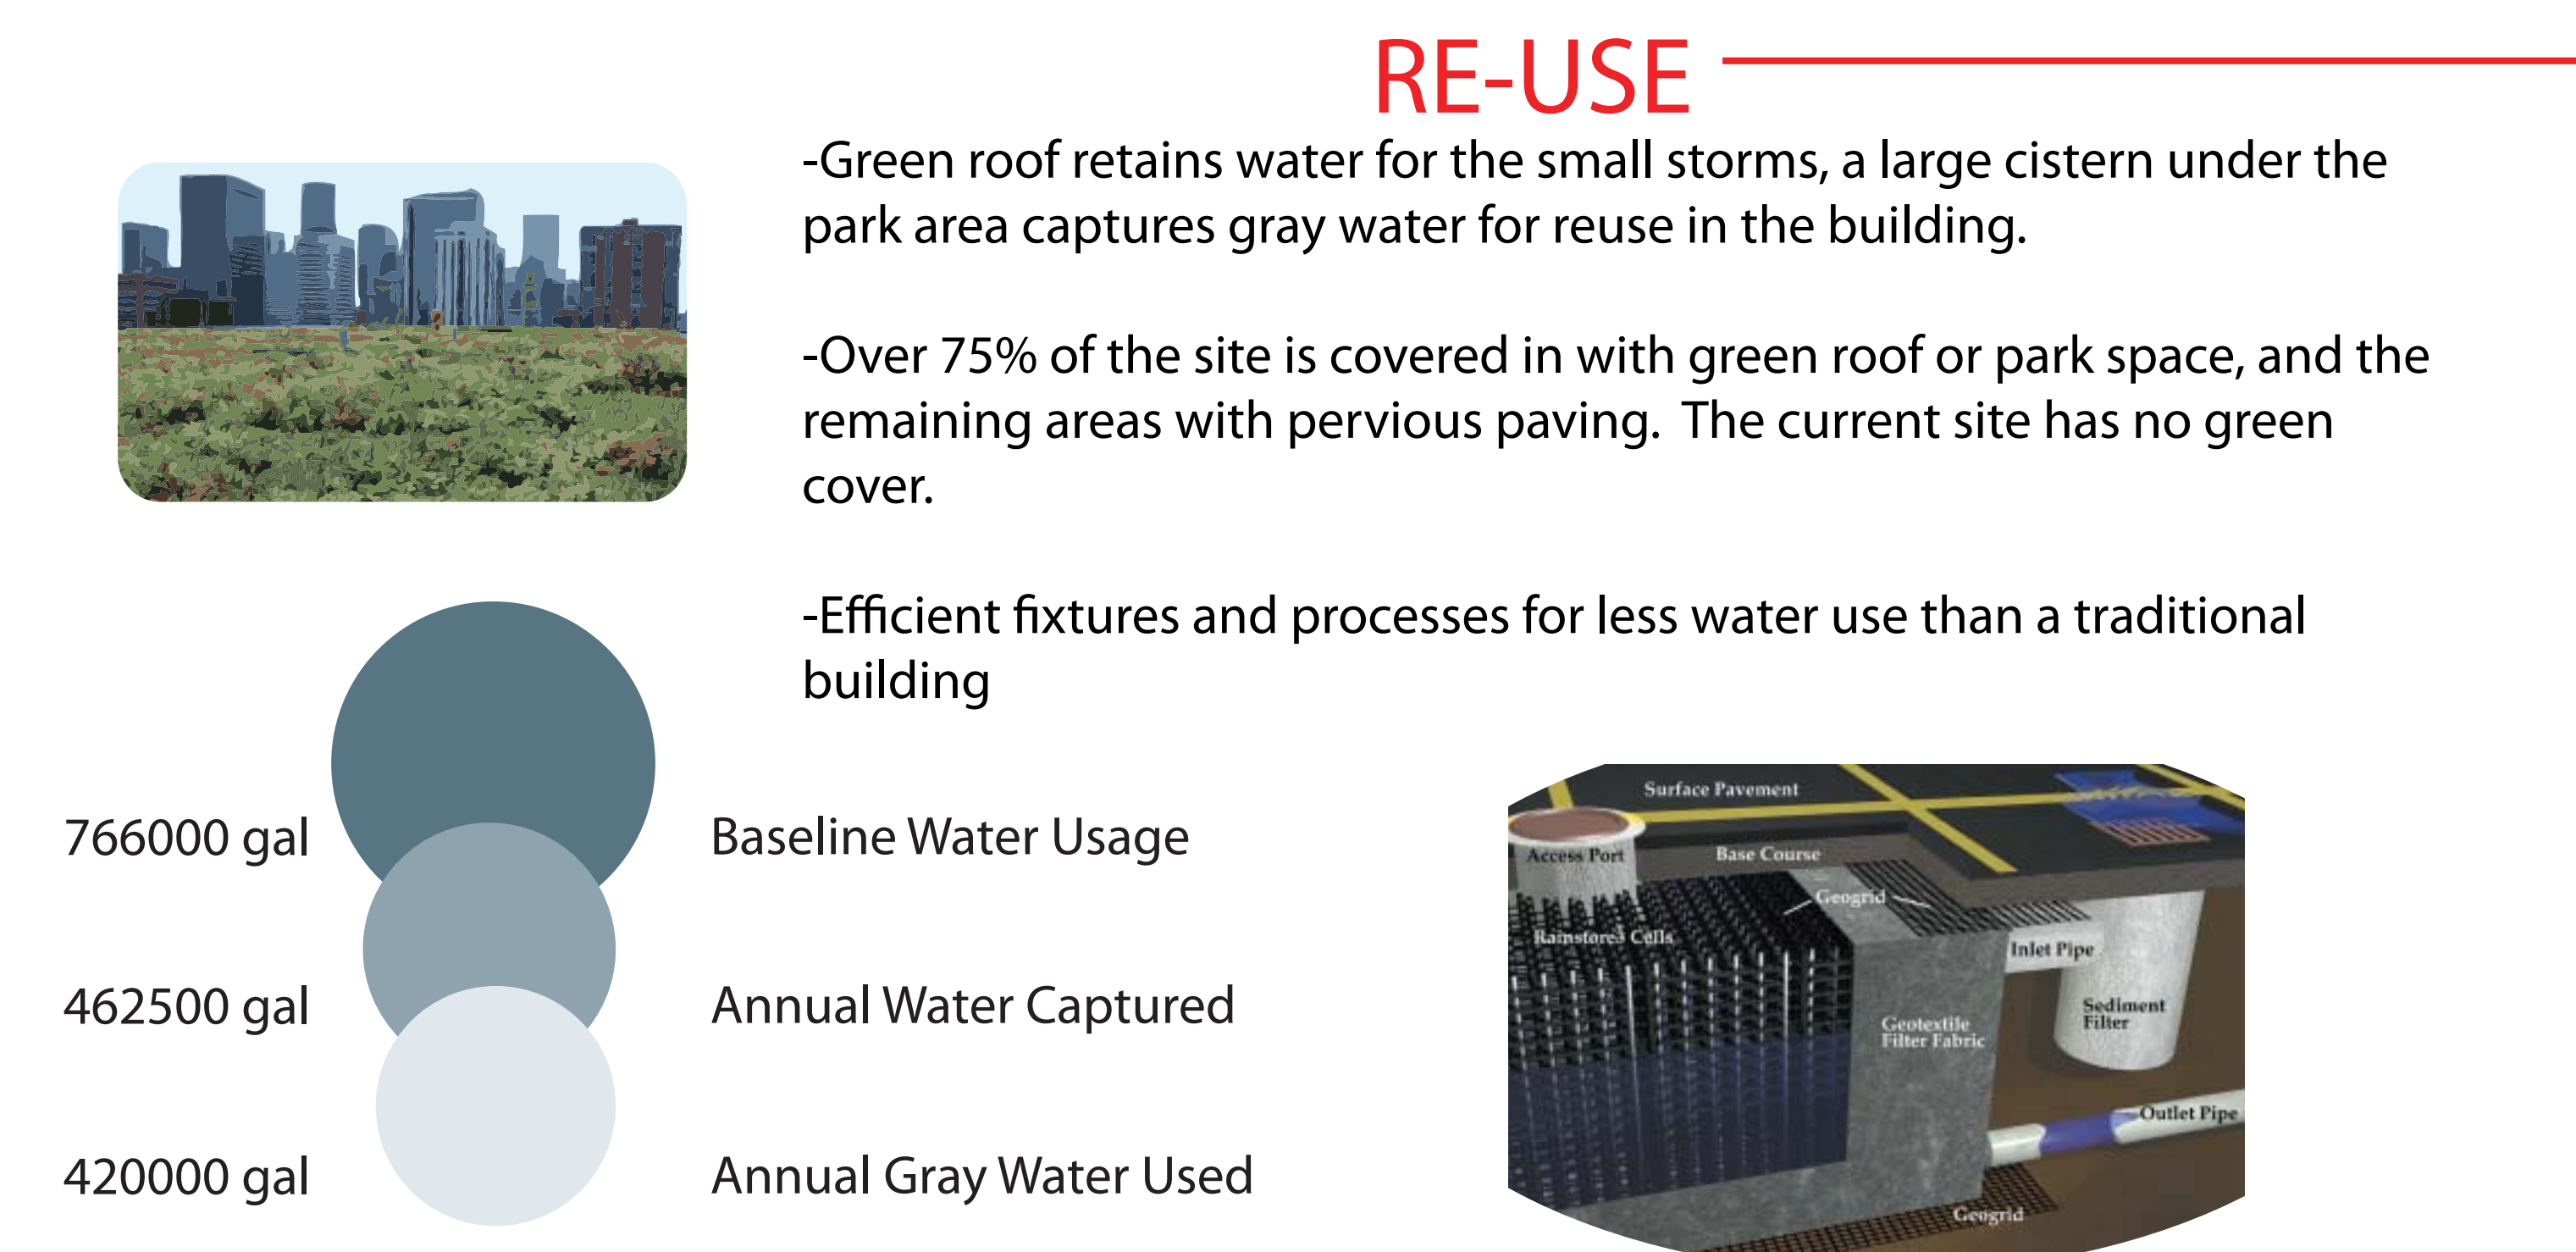 RE-USE
-Green roof retains water for the small storms, a large cistern under the
park area captures gray water for reuse in the building.
-Over 75% of the site is covered in with green roof or park space, and the
remaining areas with pervious paving.  The current site has no green
cover.
-Efficient fixtures and processes for less water use than a traditional
building
766000 gal Baseline Water Usage
462500 gal Annual Water Captured
420000 gal Annual Gray Water Used
Surface Pavement
Access Port
Base Course
Geogrid
Rainstore3 Cells
Inlet Pipe
Sediment
Filter
Geotextile
Filter Fabric
Outlet Pipe
Geogrid